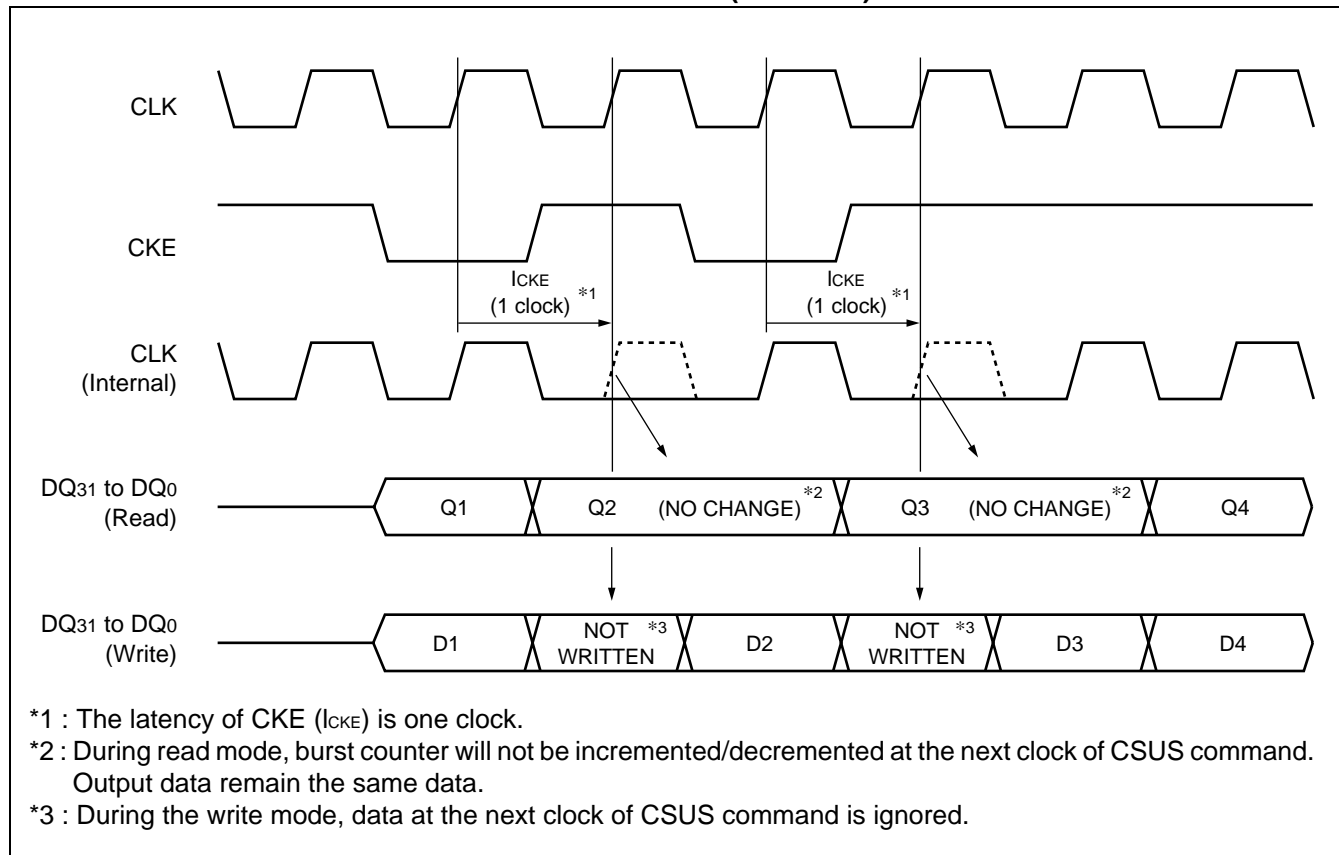 CLK
CKE
ICKE
(1 clock) *1
ICKE
(1 clock) *1
CLK
(Internal)
DQ31 to DQ0
(Read)
Q1
Q2 (NO CHANGE)*2
Q3 (NO CHANGE)*2
Q4
DQ31 to DQ0
(Write)
D1
NOT *3
WRITTEN
D2
NOT *3
WRITTEN
D3
D4
*1 : The latency of CKE (ICKE) is one clock.
*2 : During read mode, burst counter will not be incremented/decremented at the next clock of CSUS command.
Output data remain the same data.
*3 : During the write mode, data at the next clock of CSUS command is ignored.